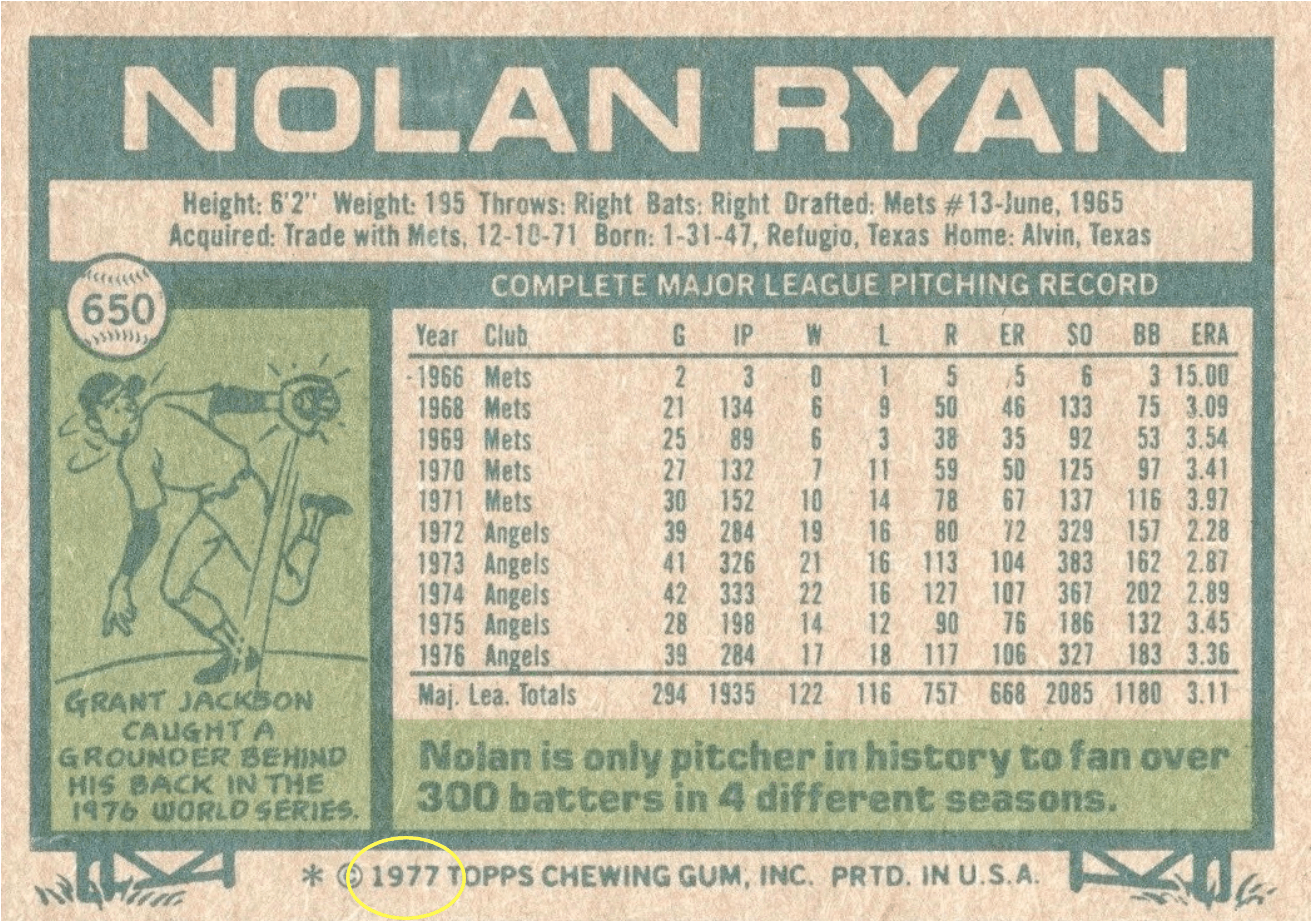 NOLAN RYAN
Height: 6'2" Weight: 195 Throws: Right Bats: Right Drafted: Mets #13-June, 1965
Acquired: Trade with Mets, 12-10-71 Born: 1-31-47, Refugio, Texas Home: Alvin, Texas
650
COMPLETE MAJOR LEAGUE PITCHING RECORD
Year Club G IP W L R ER SO BB ERA
1966 Mets 2 3 0 1 5 5 6 3 15.00
1968 Mets 21 134 6 9 50 46 133 75 3.09
1969 Mets 25 89 6 3 38 35 92 53 3.54
1970 Mets 27 132 7 11 59 50 125 97 3.41
1971 Mets 30 152 10 14 78 67 137 116 3.97
1972 Angels 39 284 19 16 80 72 329 157 2.28
1973 Angels 41 326 21 16 113 104 383 162 2.87
1974 Angels 42 333 22 16 127 107 367 202 2.89
1975 Angels 28 198 14 12 90 76 186 132 3.45
1976 Angels 39 284 17 18 117 106 327 183 3.36
Maj. Lea. Totals 294 1935 122 116 757 668 2085 1180 3.11
GRANT JACKSON
CAUGHT A
GROUNDER BEHIND
HIS BACK IN THE
1976 WORLD SERIES.
Nolan is only pitcher in history to fan over
300 batters in 4 different seasons.
* © 1977 TOPPS CHEWING GUM, INC. PRTD. IN U.S.A.